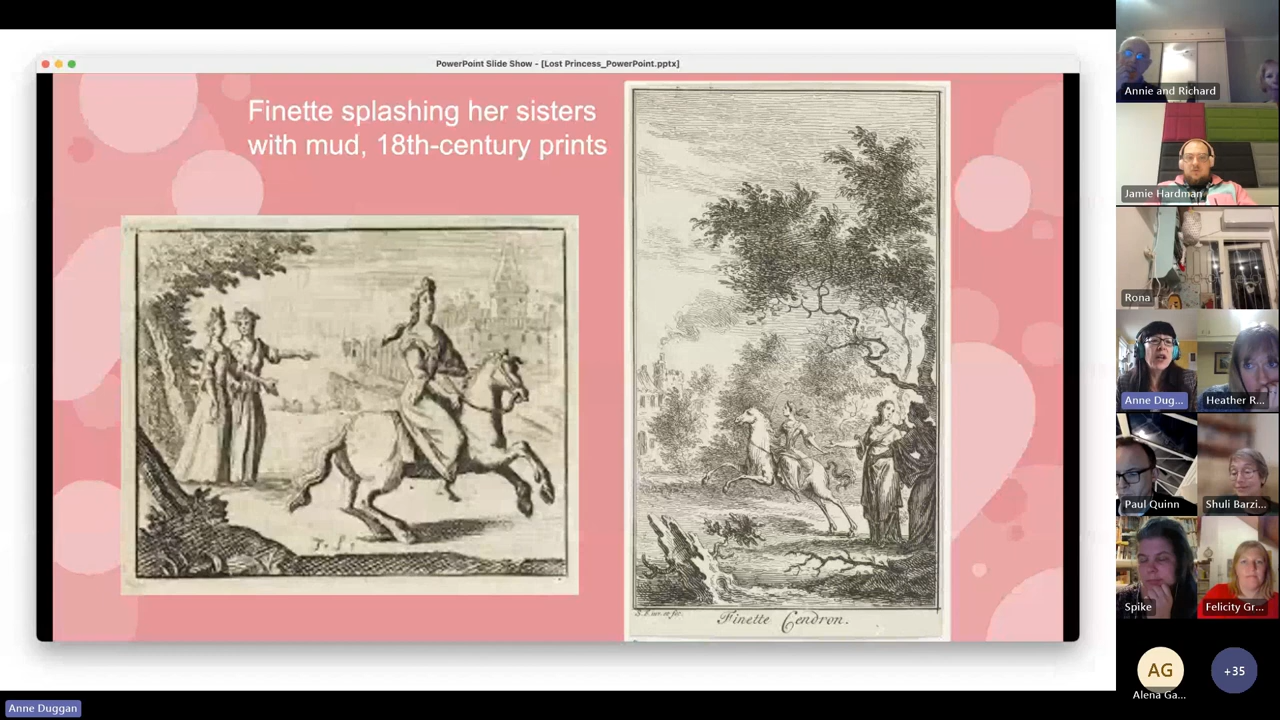 PowerPoint Slide Show - [Lost Princess_PowerPoint.pptx]
Finette splashing her sisters
with mud, 18th-century prints
Finette Cendron.
Annie and Richard
Jamie Hardman
Rona
Anne Dug...
Heather R...
Paul Quinn
Shuli Barzi...
Spike
Felicity Gr...
AG
Alena Ga...
+35
Anne Duggan